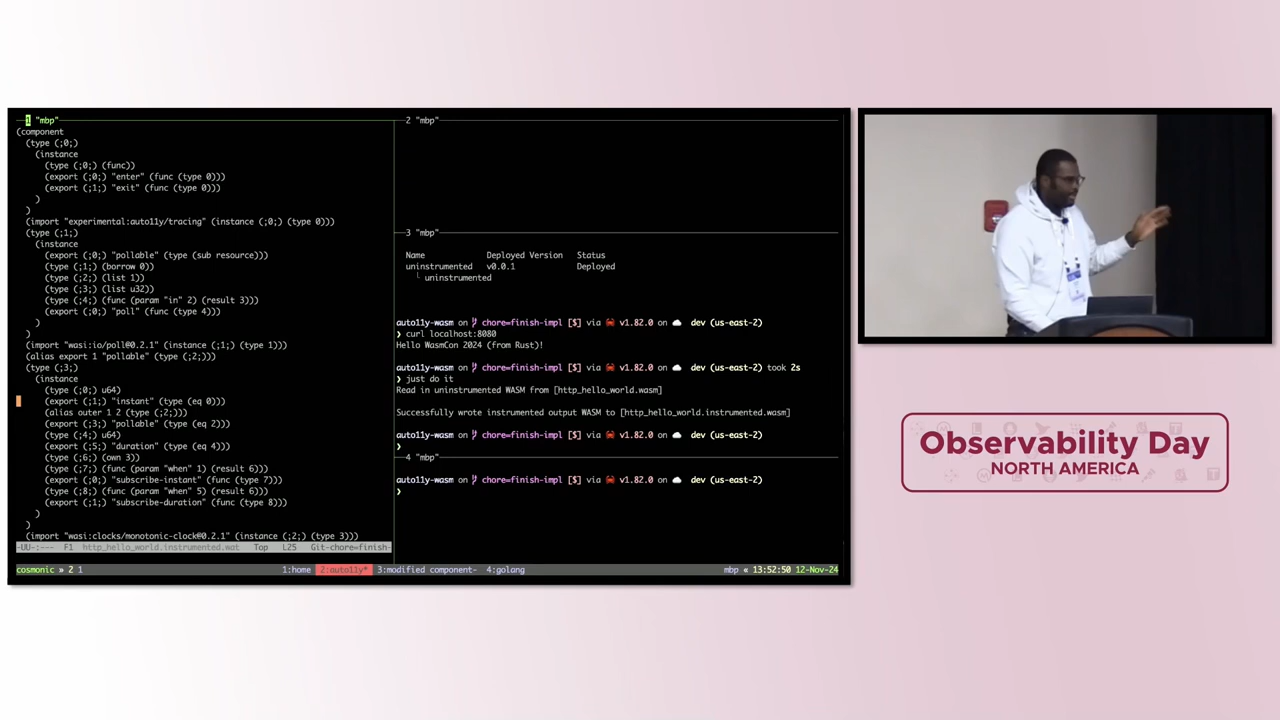 1 "mbp"
(component
(type (;0;)
(instance
(type (;0;) (func))
(export (;0;) "enter" (func (type 0)))
(export (;1;) "exit" (func (type 0)))
)
)
(import "experimental:auto11y/tracing" (instance (;0;) (type 0)))
(type (;1;)
(instance
(export (;0;) "pollable" (type (sub resource)))
(type (;1;) (borrow 0))
(type (;2;) (list 1))
(type (;3;) (list u32))
(type (;4;) (func (param "in" 2) (result 3)))
(export (;0;) "poll" (func (type 4)))
)
)
(import "wasi:io/poll@0.2.1" (instance (;1;) (type 1)))
(alias export 1 "pollable" (type (;2;)))
(type (;3;)
(instance
(type (;0;) u64)
(export (;1;) "instant" (type (eq 0)))
(alias outer 1 2 (type (;2;)))
(export (;3;) "pollable" (type (eq 2)))
(type (;4;) u64)
(export (;5;) "duration" (type (eq 4)))
(type (;6;) (own 3))
(type (;7;) (func (param "when" 1) (result 6)))
(export (;0;) "subscribe-instant" (func (type 7)))
(type (;8;) (func (param "when" 5) (result 6)))
(export (;1;) "subscribe-duration" (func (type 8)))
)
)
(import "wasi:clocks/monotonic-clock@0.2.1" (instance (;2;) (type 3)))
-UU-:--- F1 http_hello_world.instrumented.wat Top L25 Git-chore=finish-
2 "mbp"
3 "mbp"
Name Deployed Version Status
uninstrumented v0.0.1 Deployed
└ uninstrumented
auto11y-wasm on chore=finish-impl [$] via 🦀 v1.82.0 on ☁️ dev (us-east-2)
❯ curl localhost:8080
Hello WasmCon 2024 (from Rust)!
auto11y-wasm on chore=finish-impl [$] via 🦀 v1.82.0 on ☁️ dev (us-east-2) took 2s
❯ just do it
Read in uninstrumented WASM from [http_hello_world.wasm]
Successfully wrote instrumented output WASM to [http_hello_world.instrumented.wasm]
auto11y-wasm on chore=finish-impl [$] via 🦀 v1.82.0 on ☁️ dev (us-east-2)
❯
4 "mbp"
auto11y-wasm on chore=finish-impl [$] via 🦀 v1.82.0 on ☁️ dev (us-east-2)
❯
cosmonic » 2 1 1:home 2:auto11y* 3:modified component- 4:golang mbp « 13:52:50 12-Nov-24
Observability Day
NORTH AMERICA